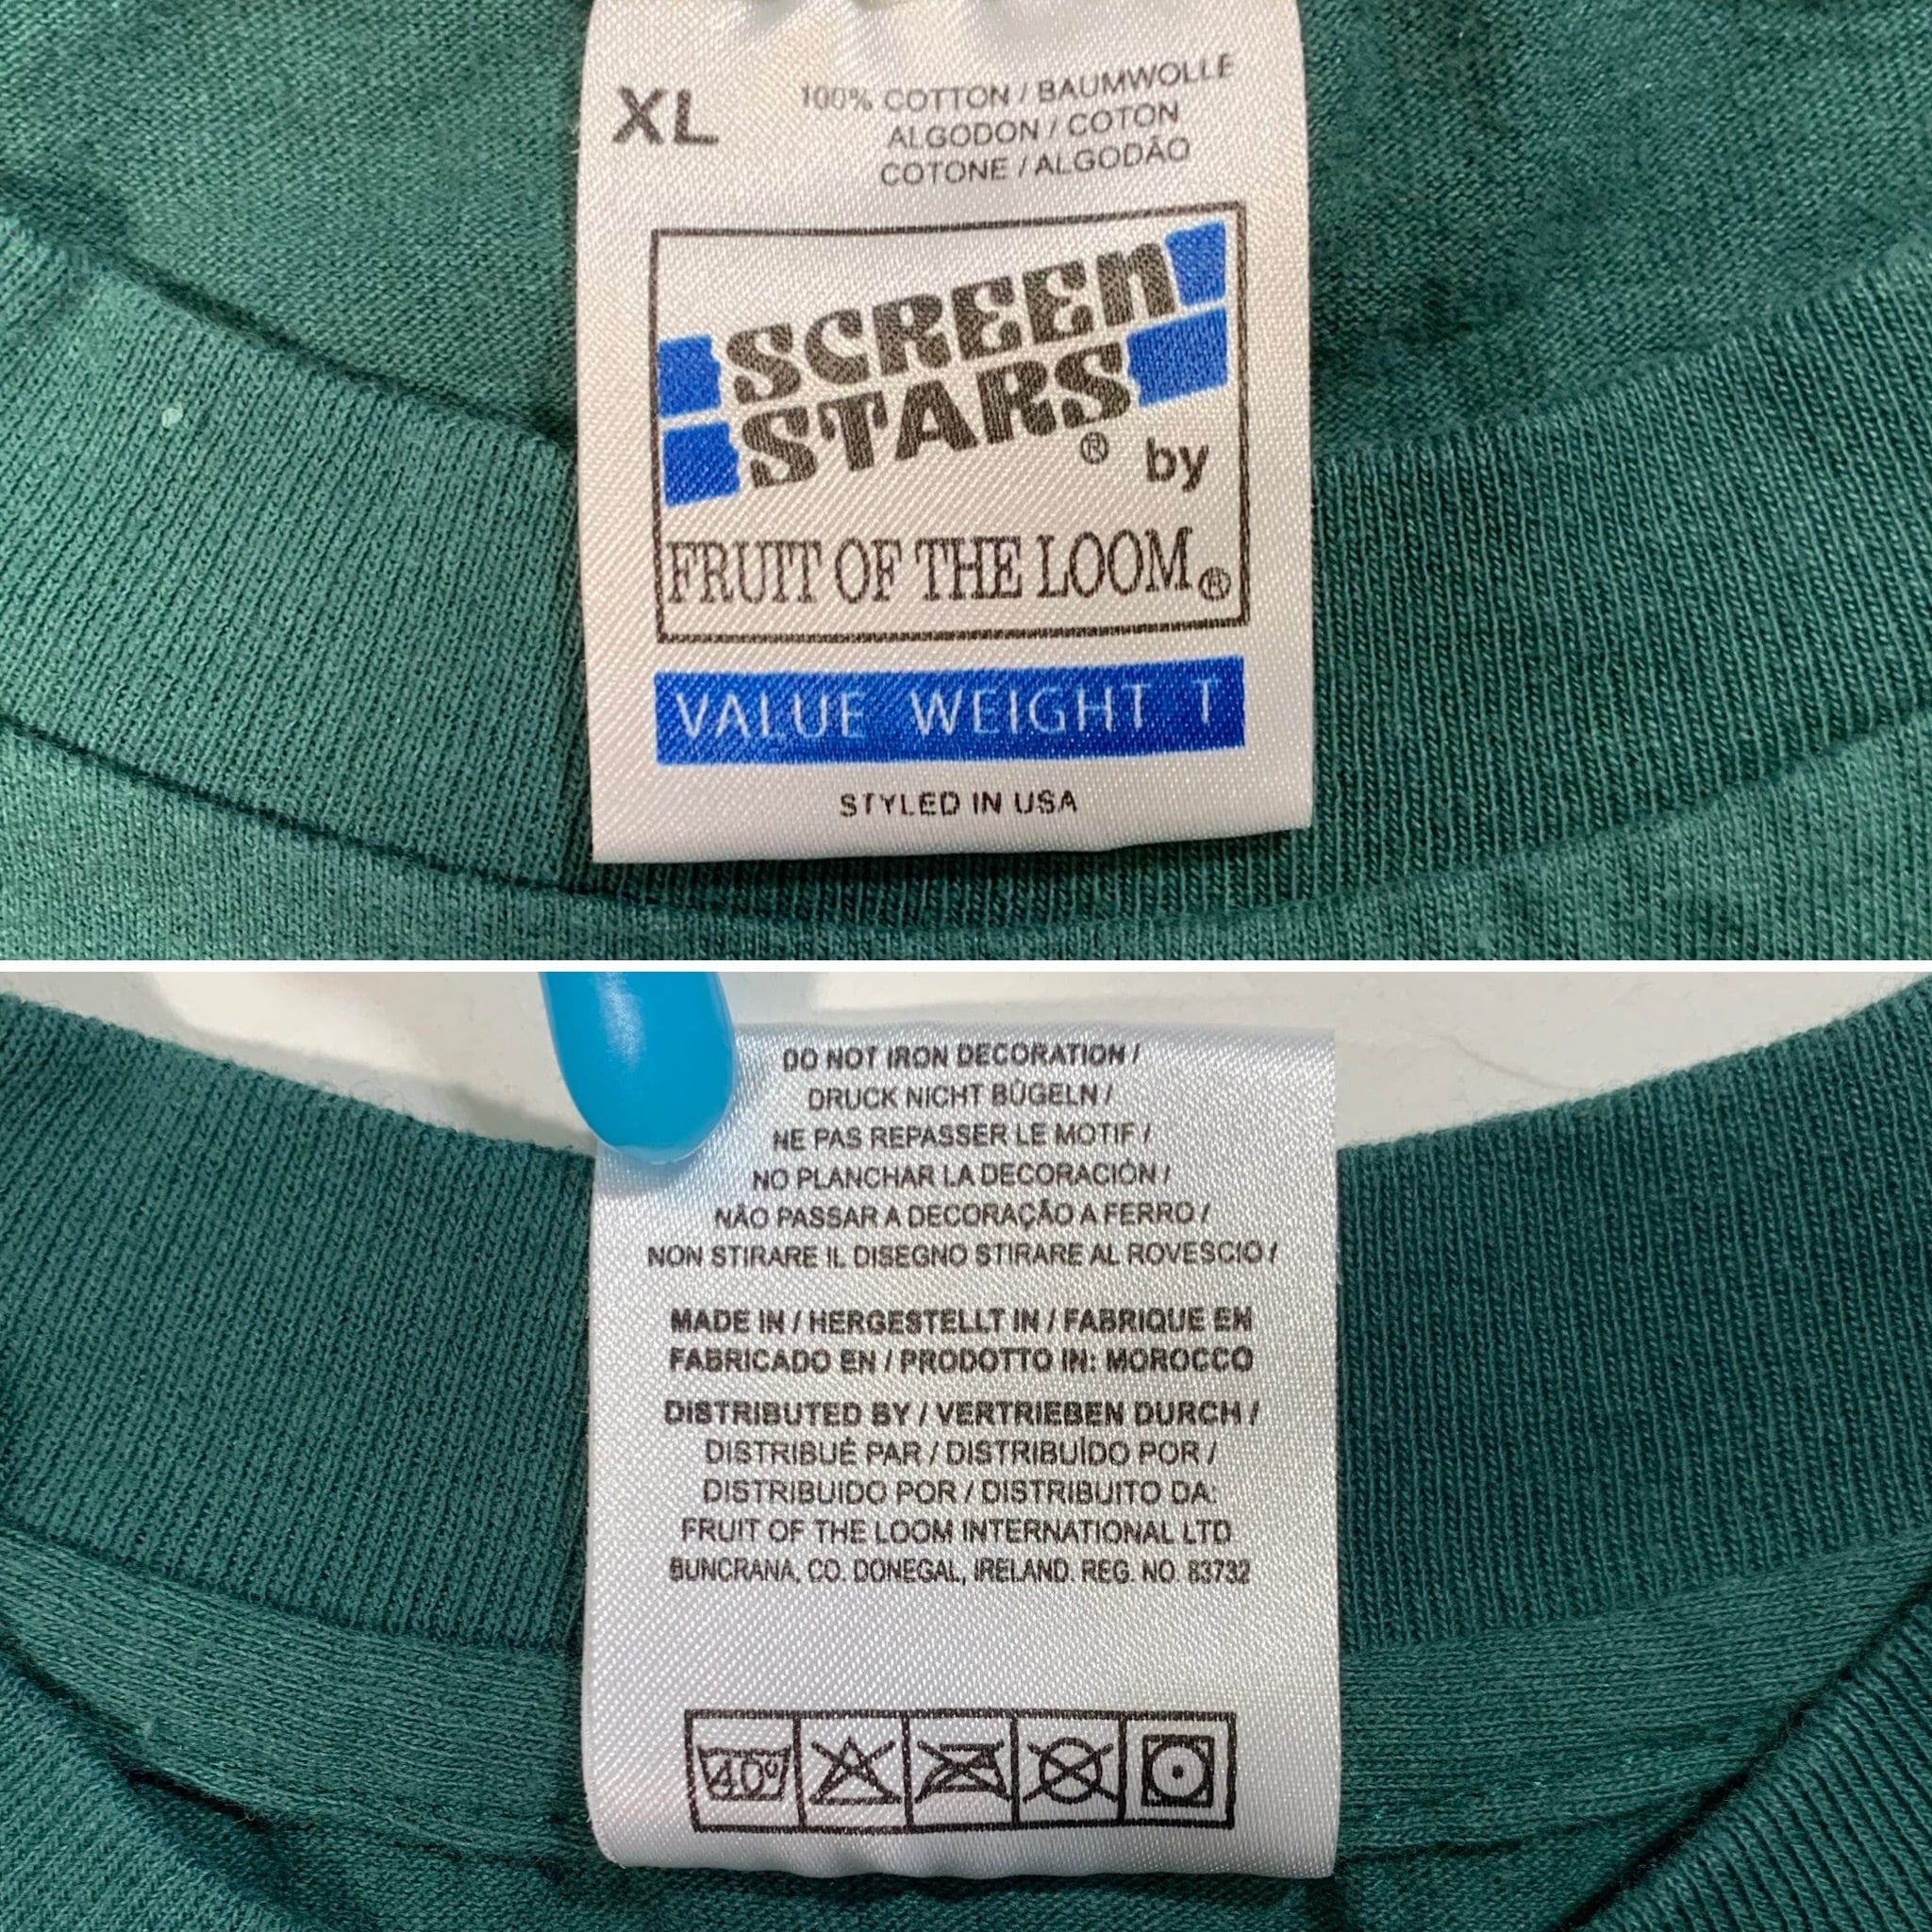 XL
100% COTTON / BAUMWOLLE
ALGODON / COTON
COTONE / ALGODÃO
SCREEN
STARS® by
FRUIT OF THE LOOM®
VALUE WEIGHT T
STYLED IN USA
DO NOT IRON DECORATION /
DRUCK NICHT BÜGELN /
NE PAS REPASSER LE MOTIF /
NO PLANCHAR LA DECORACIÓN /
NÃO PASSAR A DECORAÇÃO A FERRO /
NON STIRARE IL DISEGNO STIRARE AL ROVESCIO /
MADE IN / HERGESTELLT IN / FABRIQUE EN
FABRICADO EN / PRODOTTO IN: MOROCCO
DISTRIBUTED BY / VERTRIEBEN DURCH /
DISTRIBUÉ PAR / DISTRIBUÍDO POR /
DISTRIBUIDO POR / DISTRIBUITO DA:
FRUIT OF THE LOOM INTERNATIONAL LTD
BUNCRANA, CO. DONEGAL, IRELAND. REG. NO. 83732
40°